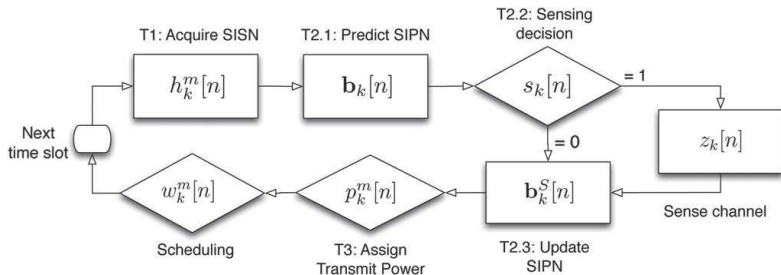 T1: Acquire SISN
T2.1: Predict SIPN
T2.2: Sensing
decision
h_k^m[n]
b_k[n]
s_k[n]
= 1
z_k[n]
Sense channel
= 0
b_k^S[n]
T2.3: Update
SIPN
p_k^m[n]
T3: Assign
Transmit Power
w_k^m[n]
Scheduling
Next
time slot